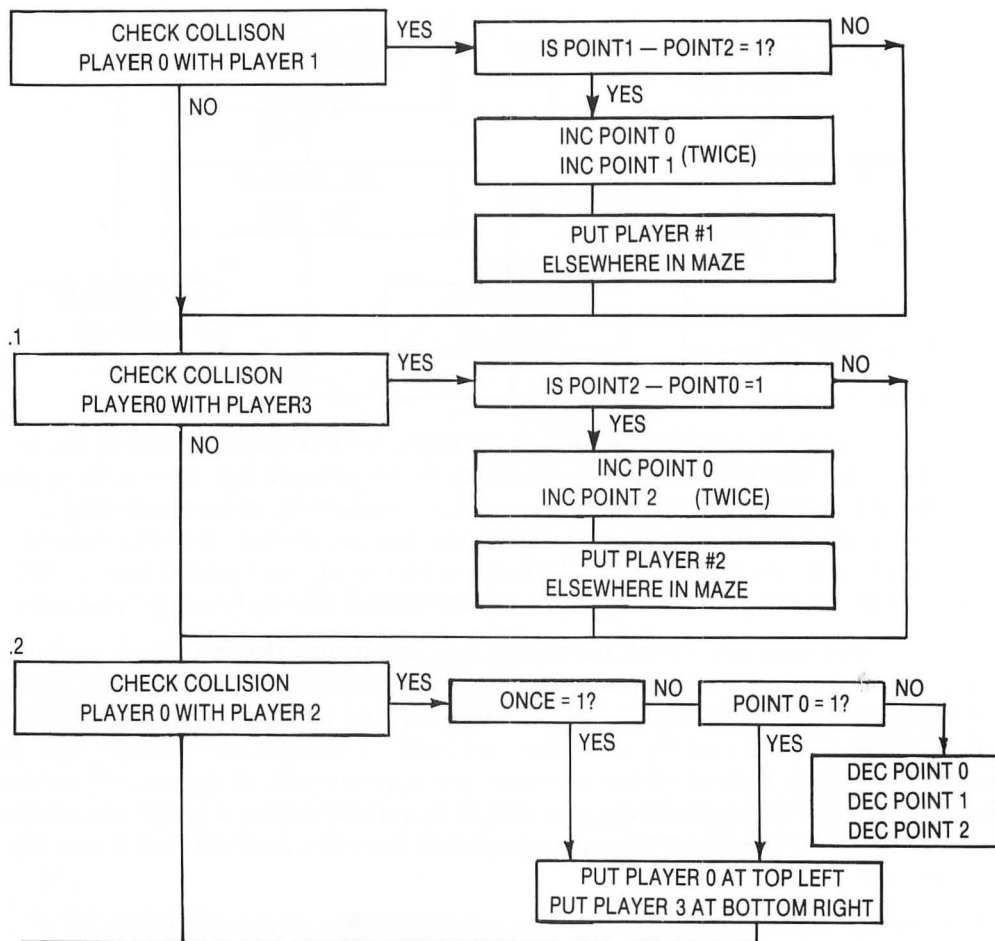 CHECK COLLISON
PLAYER 0 WITH PLAYER 1
YES
IS POINT1 — POINT2 = 1?
NO
NO
YES
INC POINT 0
INC POINT 1 (TWICE)
PUT PLAYER #1
ELSEWHERE IN MAZE
.1
CHECK COLLISON
PLAYER0 WITH PLAYER3
YES
IS POINT2 — POINT0 =1
NO
NO
YES
INC POINT 0
INC POINT 2 (TWICE)
PUT PLAYER #2
ELSEWHERE IN MAZE
.2
CHECK COLLISON
PLAYER 0 WITH PLAYER 2
YES
ONCE = 1?
NO
POINT 0 = 1?
NO
YES
YES
DEC POINT 0
DEC POINT 1
DEC POINT 2
PUT PLAYER 0 AT TOP LEFT
PUT PLAYER 3 AT BOTTOM RIGHT